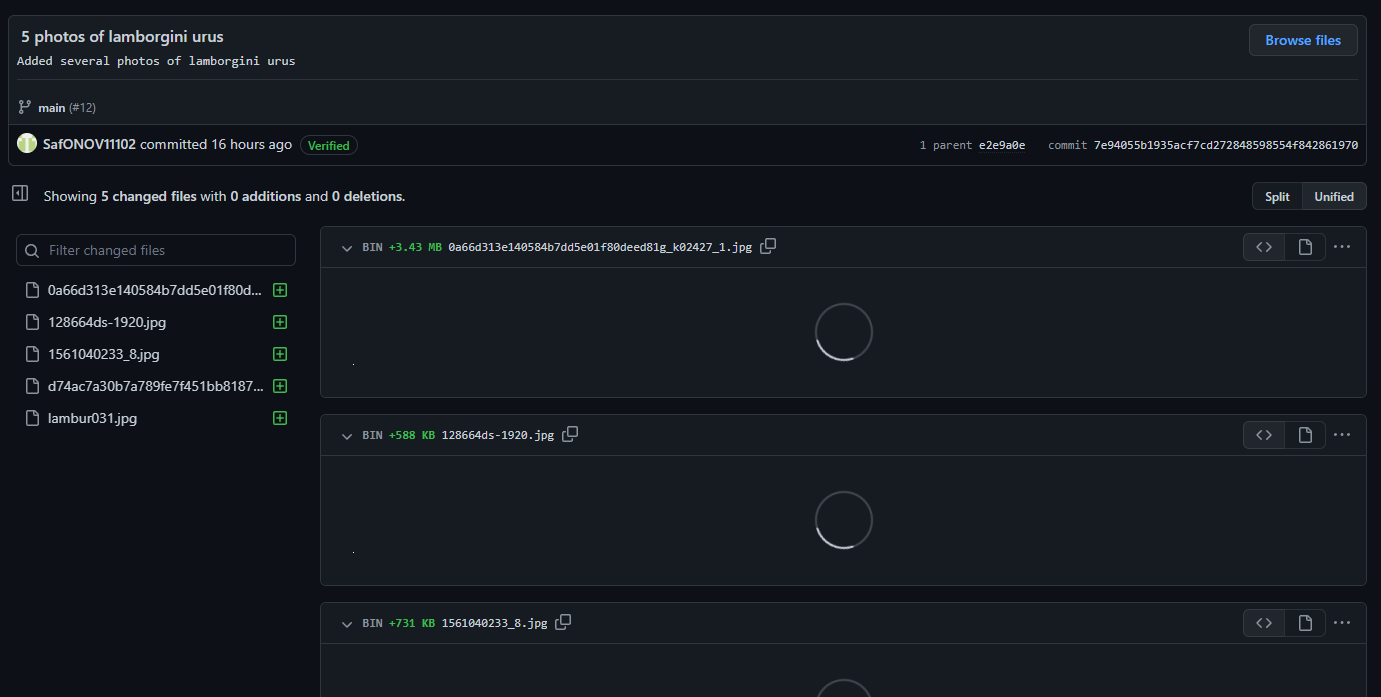 5 photos of lamborgini urus
Browse files
Added several photos of lamborgini urus
main (#12)
SafONOV11102 committed 16 hours ago Verified
1 parent e2e9a0e commit 7e94055b1935acf7cd272848598554f842861970
Showing 5 changed files with 0 additions and 0 deletions.
Split Unified
Filter changed files
0a66d313e140584b7dd5e01f80d...
128664ds-1920.jpg
1561040233_8.jpg
d74ac7a30b7a789fe7f451bb8187...
lambur031.jpg
BIN +3.43 MB 0a66d313e140584b7dd5e01f80deed81g_k02427_1.jpg
BIN +588 KB 128664ds-1920.jpg
BIN +731 KB 1561040233_8.jpg